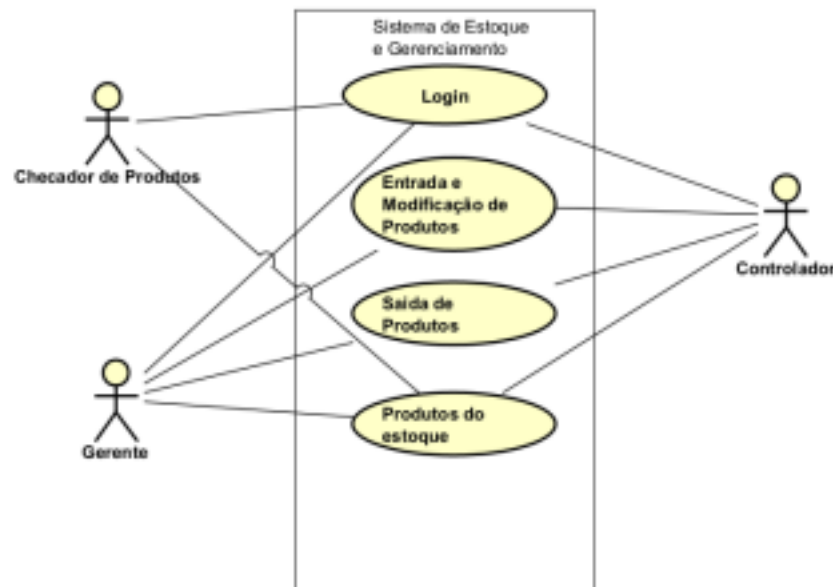 Sistema de Estoque
e Gerenciamento
Login
Checador de Produtos
Entrada e
Modificação de
Produtos
Controlador
Saída de
Produtos
Gerente
Produtos do
estoque